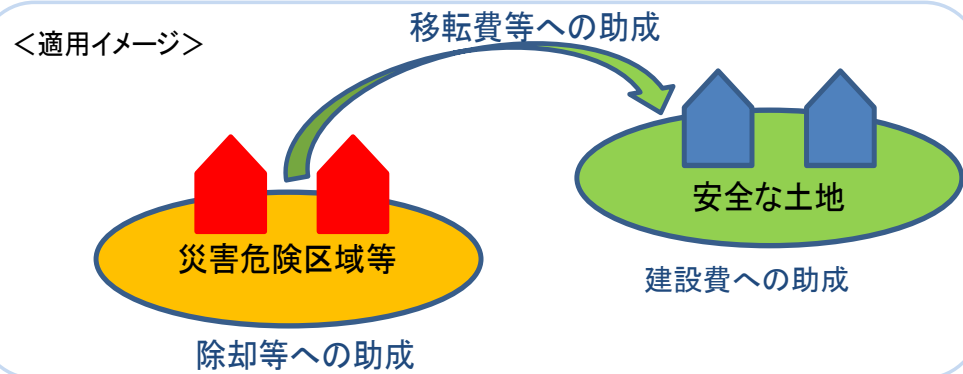 ＜適用イメージ＞
移転費等への助成
安全な土地
災害危険区域等
建設費への助成
除却等への助成